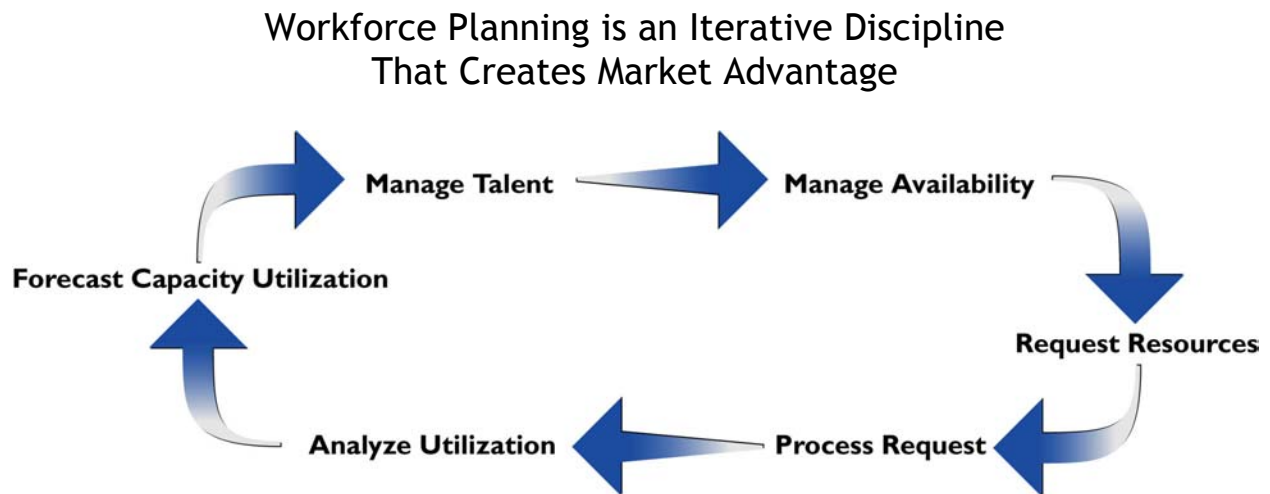 Workforce Planning is an Iterative Discipline
That Creates Market Advantage
Manage Talent
Manage Availability
Forecast Capacity Utilization
Request Resources
Analyze Utilization
Process Request